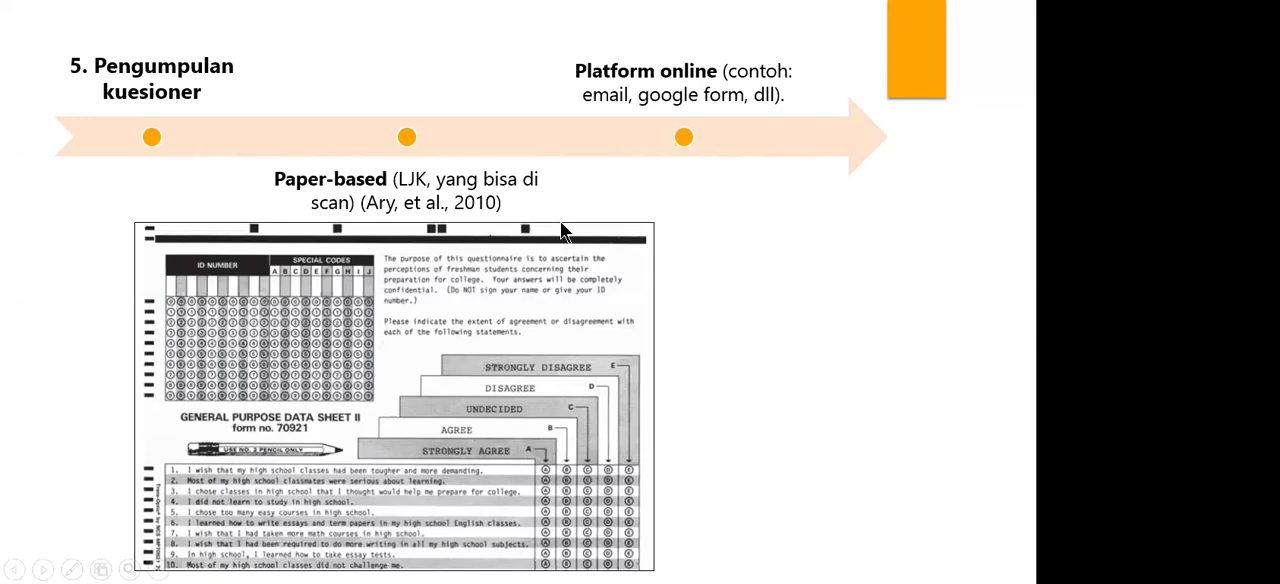 5. Pengumpulan
kuesioner
Platform online (contoh:
email, google form, dll).
Paper-based (LJK, yang bisa di
scan) (Ary, et al., 2010)
ID NUMBER
SPECIAL CODES
A B C D E F G H I J
The purpose of this questionnaire is to ascertain the
perceptions of freshman students concerning their
preparation for college. Your answers will be completely
confidential. (Do NOT sign your name or give your ID
number.)
Please indicate the extent of agreement or disagreement with
each of the following statements.
STRONGLY DISAGREE E
DISAGREE D
UNDECIDED C
AGREE B
STRONGLY AGREE A
GENERAL PURPOSE DATA SHEET II
form no. 70921
USE NO. 2 PENCIL ONLY
1. I wish that my high school classes had been tougher and more demanding. A B C D E
2. Most of my high school classmates were serious about learning. A B C D E
3. I chose classes in high school that I thought would help me prepare for college. A B C D E
4. I did not learn to study in high school. A B C D E
5. I chose too many easy courses in high school. A B C D E
6. I learned how to write essays and term papers in my high school English classes. A B C D E
7. I wish that I had taken more math courses in high school. A B C D E
8. I wish that I had been required to do more writing in all my high school subjects. A B C D E
9. In high school, I learned how to take essay tests. A B C D E
10. Most of my high school classes did not challenge me. A B C D E